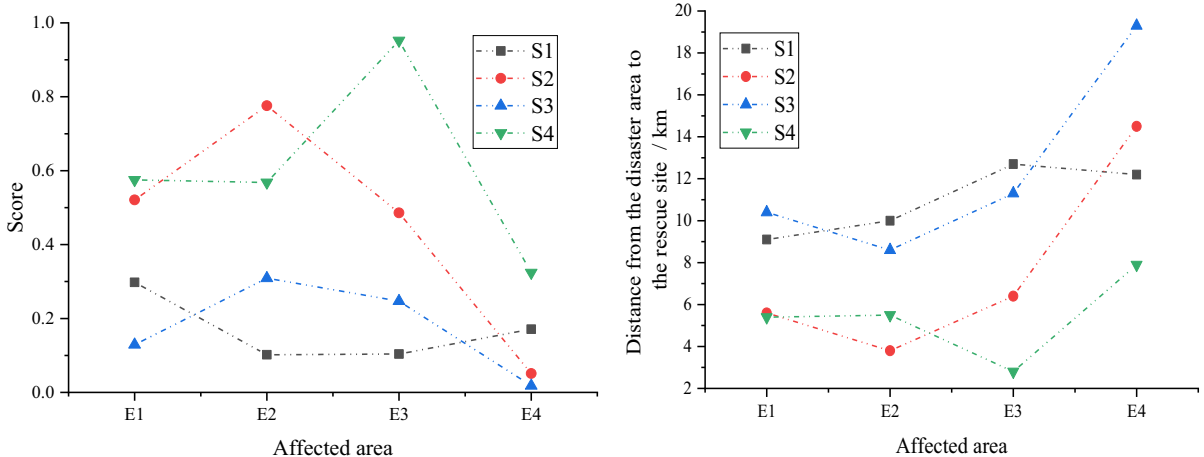 1.0
0.8
0.6
0.4
0.2
0.0
Score
S1
S2
S3
S4
E1 E2 E3 E4
Affected area
20
18
16
14
12
10
8
6
4
2
Distance from the disaster area to
the rescue site / km
S1
S2
S3
S4
E1 E2 E3 E4
Affected area